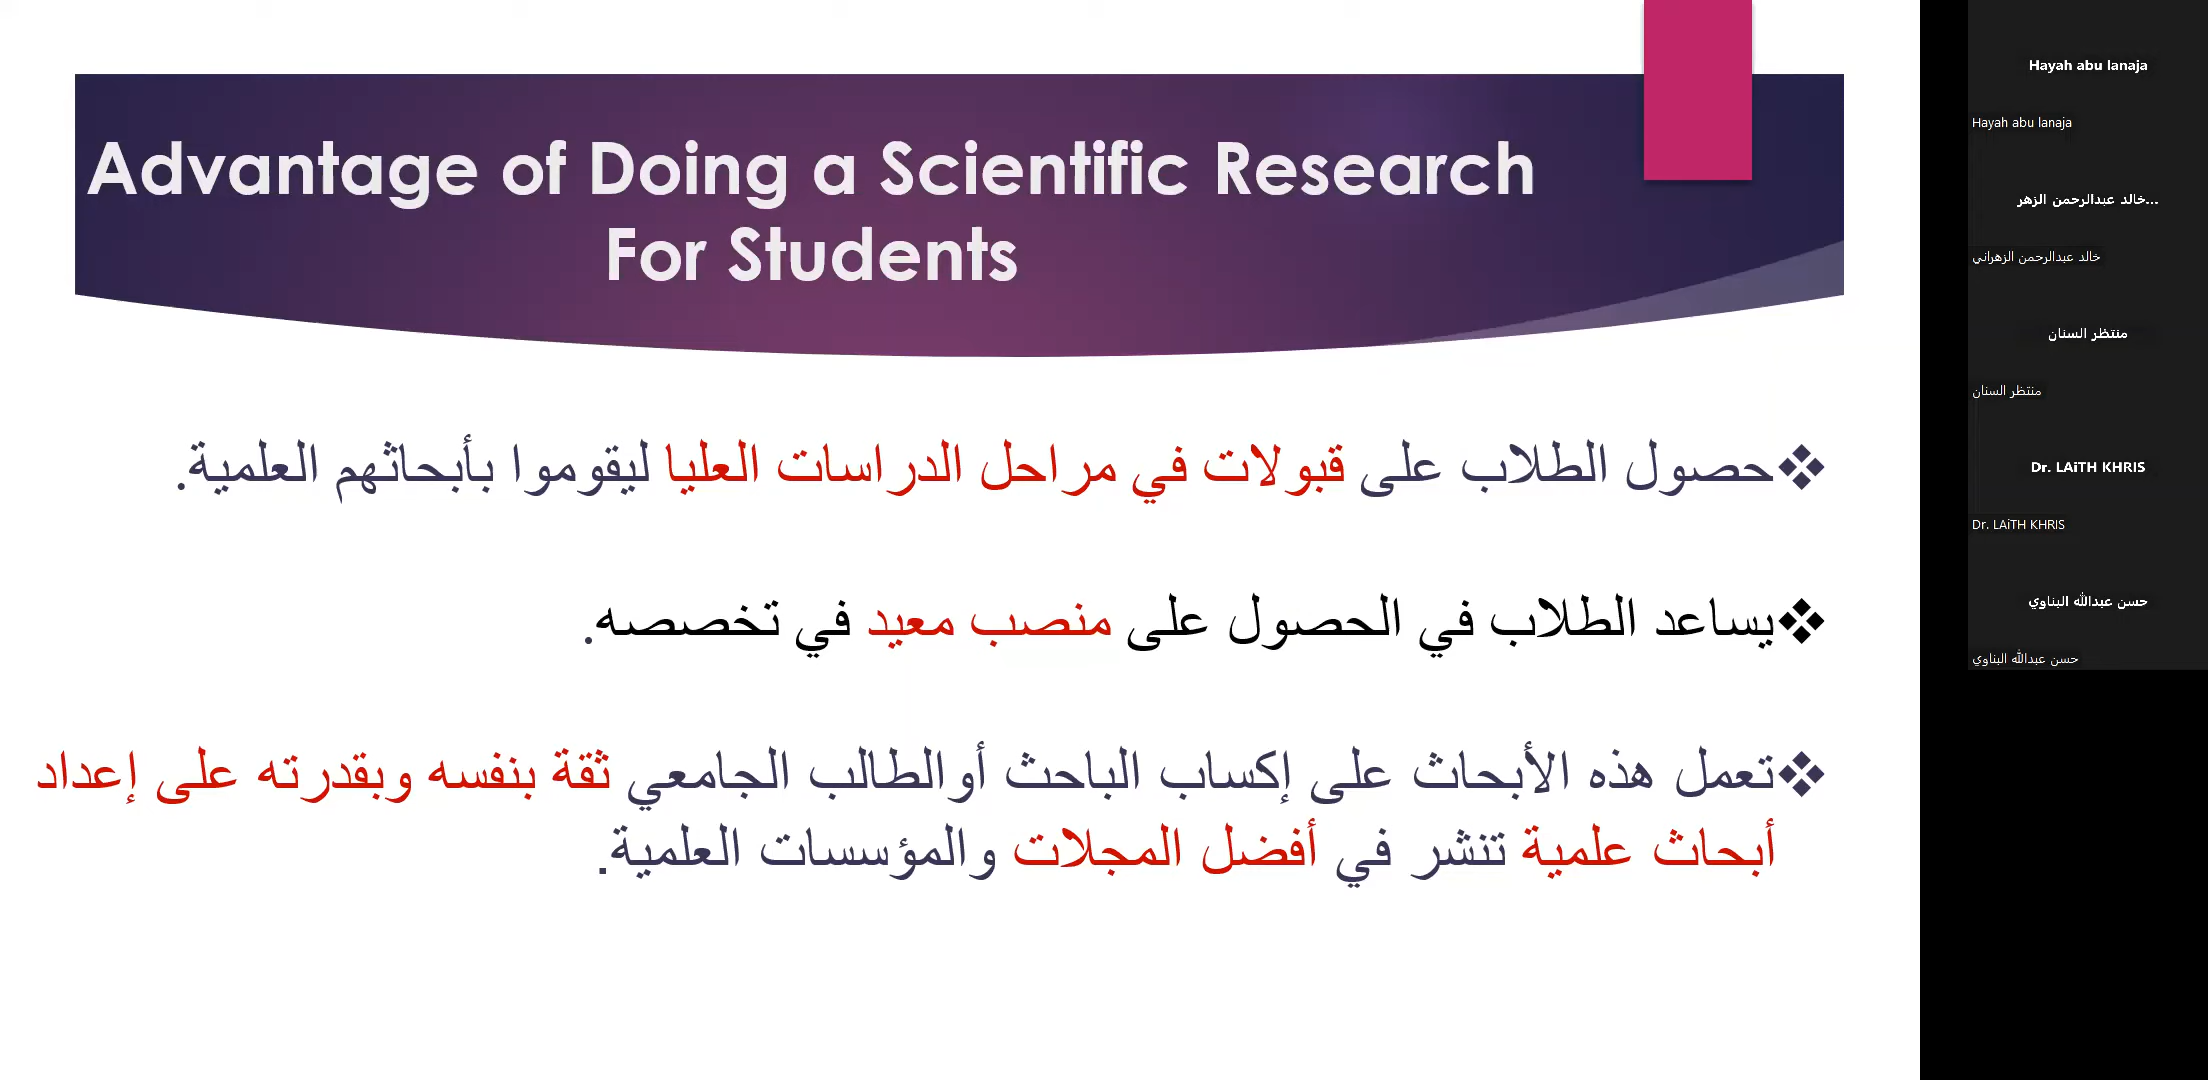 Advantage of Doing a Scientific Research
For Students
❖حصول الطلاب على قبولات في مراحل الدراسات العليا ليقوموا بأبحاثهم العلمية.
❖يساعد الطلاب في الحصول على منصب معيد في تخصصه.
❖تعمل هذه الأبحاث على إكساب الباحث أوالطالب الجامعي ثقة بنفسه وبقدرته على إعداد
أبحاث علمية تنشر في أفضل المجلات والمؤسسات العلمية.
Hayah abu lanaja
Hayah abu lanaja
خالد عبدالرحمن الزهر...
خالد عبدالرحمن الزهراني
منتظر السنان
منتظر السنان
Dr. LAiTH KHRIS
Dr. LAiTH KHRIS
حسن عبدالله البناوي
حسن عبدالله البناوي